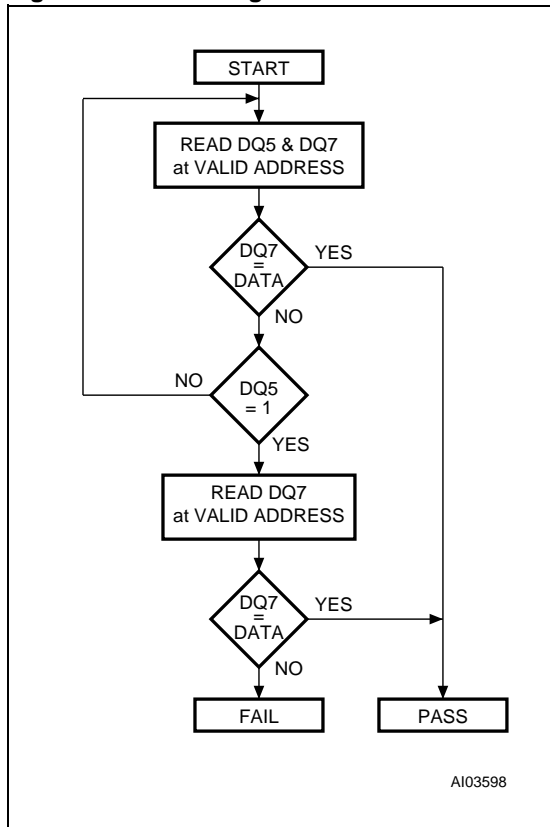 START
READ DQ5 & DQ7
at VALID ADDRESS
DQ7
=
DATA
YES
NO
DQ5
= 1
NO
YES
READ DQ7
at VALID ADDRESS
DQ7
=
DATA
YES
NO
FAIL
PASS
AI03598